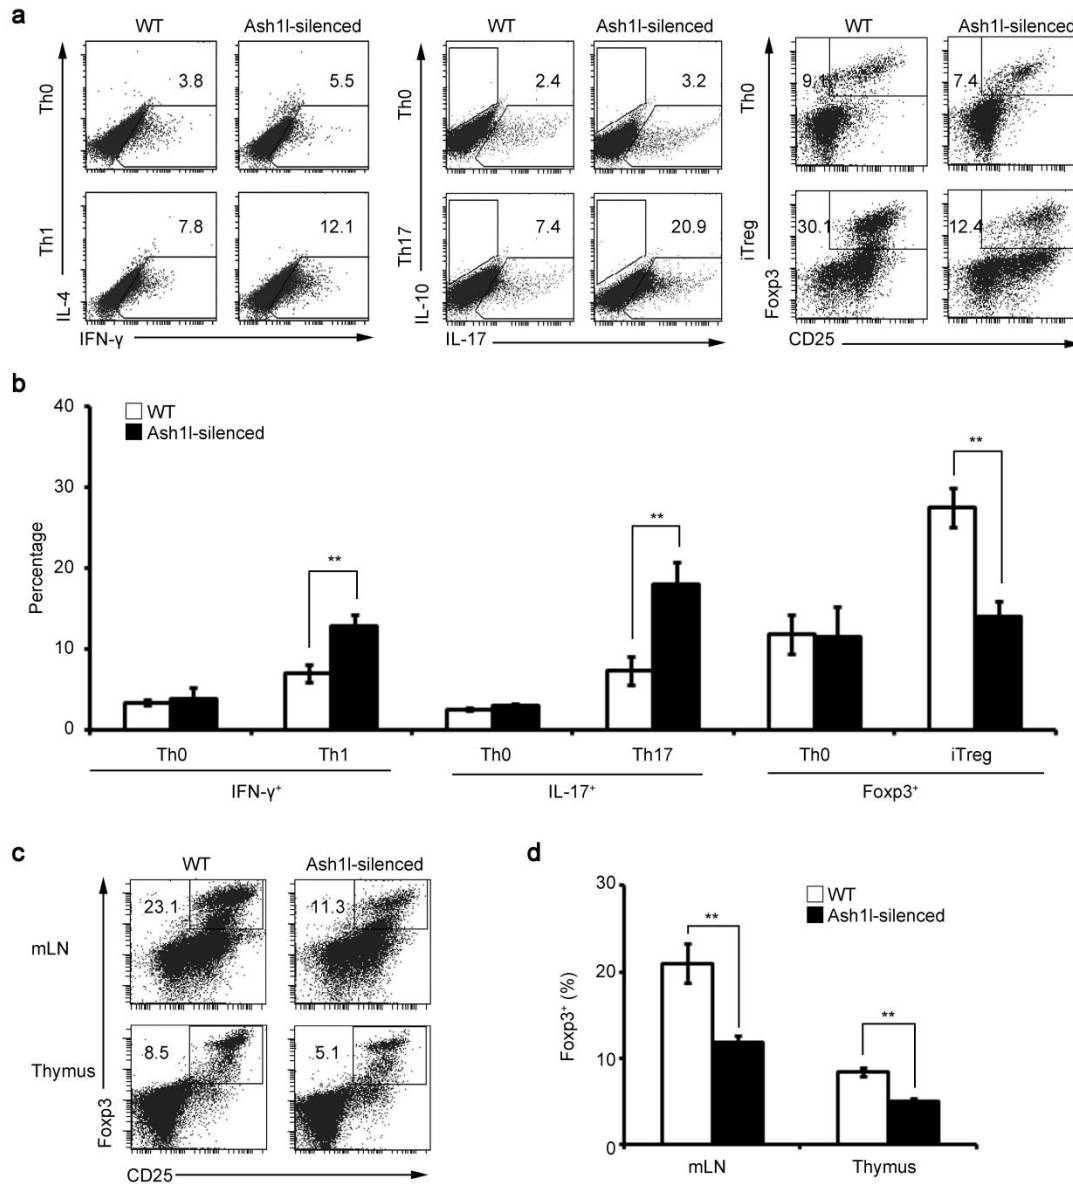 a
WT Ash1l-silenced WT Ash1l-silenced WT Ash1l-silenced
Th0 3.8 5.5 Th0 2.4 3.2 Th0 9.1 7.4
Th1 7.8 12.1 Th17 7.4 20.9 iTreg 30.1 12.4
IL-4 IL-10 Foxp3
IFN-γ IL-17 CD25
b
WT
Ash1l-silenced
Percentage
40
30
20
10
0
** ** **
Th0 Th1 Th0 Th17 Th0 iTreg
IFN-γ⁺ IL-17⁺ Foxp3⁺
c
WT Ash1l-silenced
mLN 23.1 11.3
Thymus 8.5 5.1
Foxp3
CD25
d
WT
Ash1l-silenced
Foxp3⁺ (%)
30
20
10
0
** **
mLN Thymus